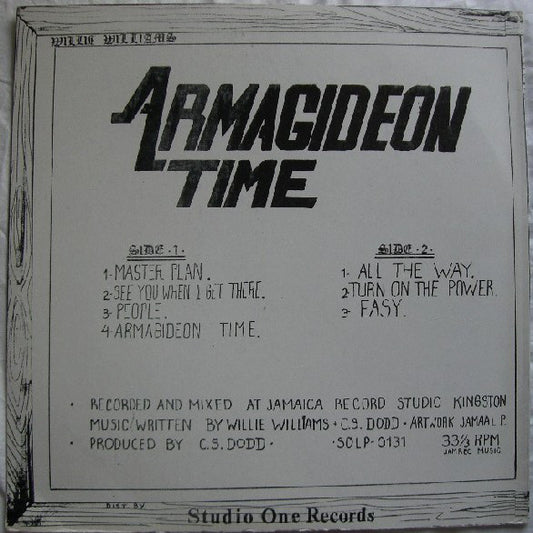 WILLIE WILLIAMS
ARMAGIDEON
TIME
SIDE -1-
1-MASTER PLAN.
2-SEE YOU WHEN I GET THERE.
3-PEOPLE.
4-ARMAGIDEON TIME.
SIDE -2-
1- ALL THE WAY.
2-TURN ON THE POWER.
3- EASY.
• RECORDED AND MIXED AT JAMAICA RECORD STUDIO KINGSTON
MUSIC/WRITTEN BY WILLIE WILLIAMS + C.S. DODD • ARTWORK JAMAAL P.
• PRODUCED BY C.S. DODD • •SOLP-0131 33⅓ RPM
JAMREC MUSIC
DIST. BY
Studio One Records